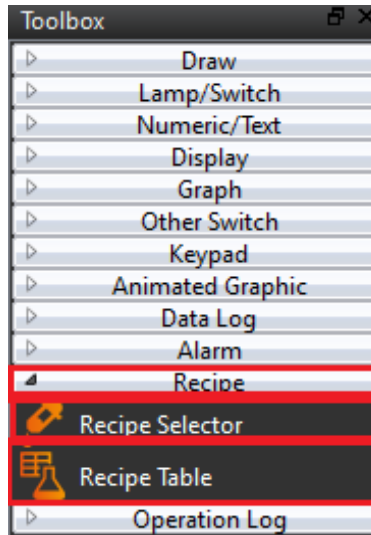 Toolbox
Draw
Lamp/Switch
Numeric/Text
Display
Graph
Other Switch
Keypad
Animated Graphic
Data Log
Alarm
Recipe
Recipe Selector
Recipe Table
Operation Log